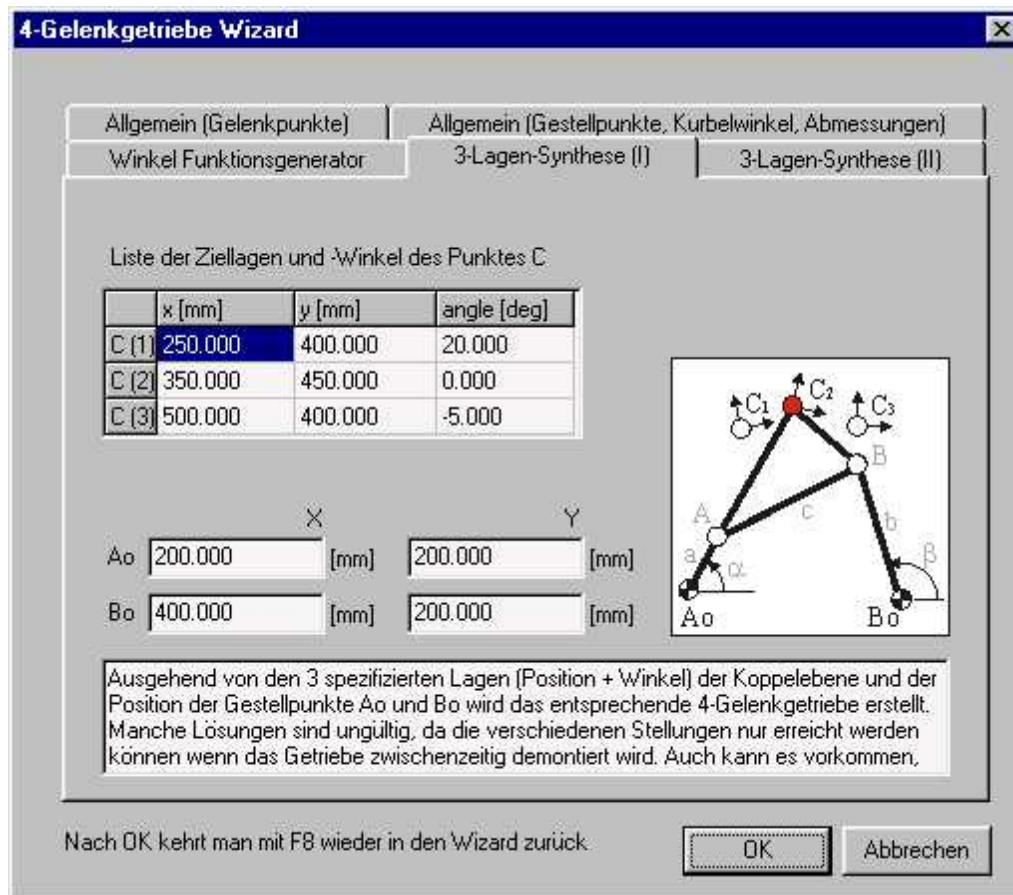 4-Gelenkgetriebe Wizard
Allgemein (Gelenkpunkte) Allgemein (Gestellpunkte, Kurbelwinkel, Abmessungen)
Winkel Funktionsgenerator 3-Lagen-Synthese (I) 3-Lagen-Synthese (II)
Liste der Ziellagen und -Winkel des Punktes C
x [mm] y [mm] angle [deg]
C (1) 250.000 400.000 20.000
C (2) 350.000 450.000 0.000
C (3) 500.000 400.000 -5.000
X Y
Ao 200.000 [mm] 200.000 [mm]
Bo 400.000 [mm] 200.000 [mm]
C₁ C₂ C₃
B
A c b
a α β
Ao Bo
Ausgehend von den 3 spezifizierten Lagen (Position + Winkel) der Koppelebene und der
Position der Gestellpunkte Ao und Bo wird das entsprechende 4-Gelenkgetriebe erstellt.
Manche Lösungen sind ungültig, da die verschiedenen Stellungen nur erreicht werden
können wenn das Getriebe zwischenzeitig demontiert wird. Auch kann es vorkommen,
Nach OK kehrt man mit F8 wieder in den Wizard zurück
OK Abbrechen